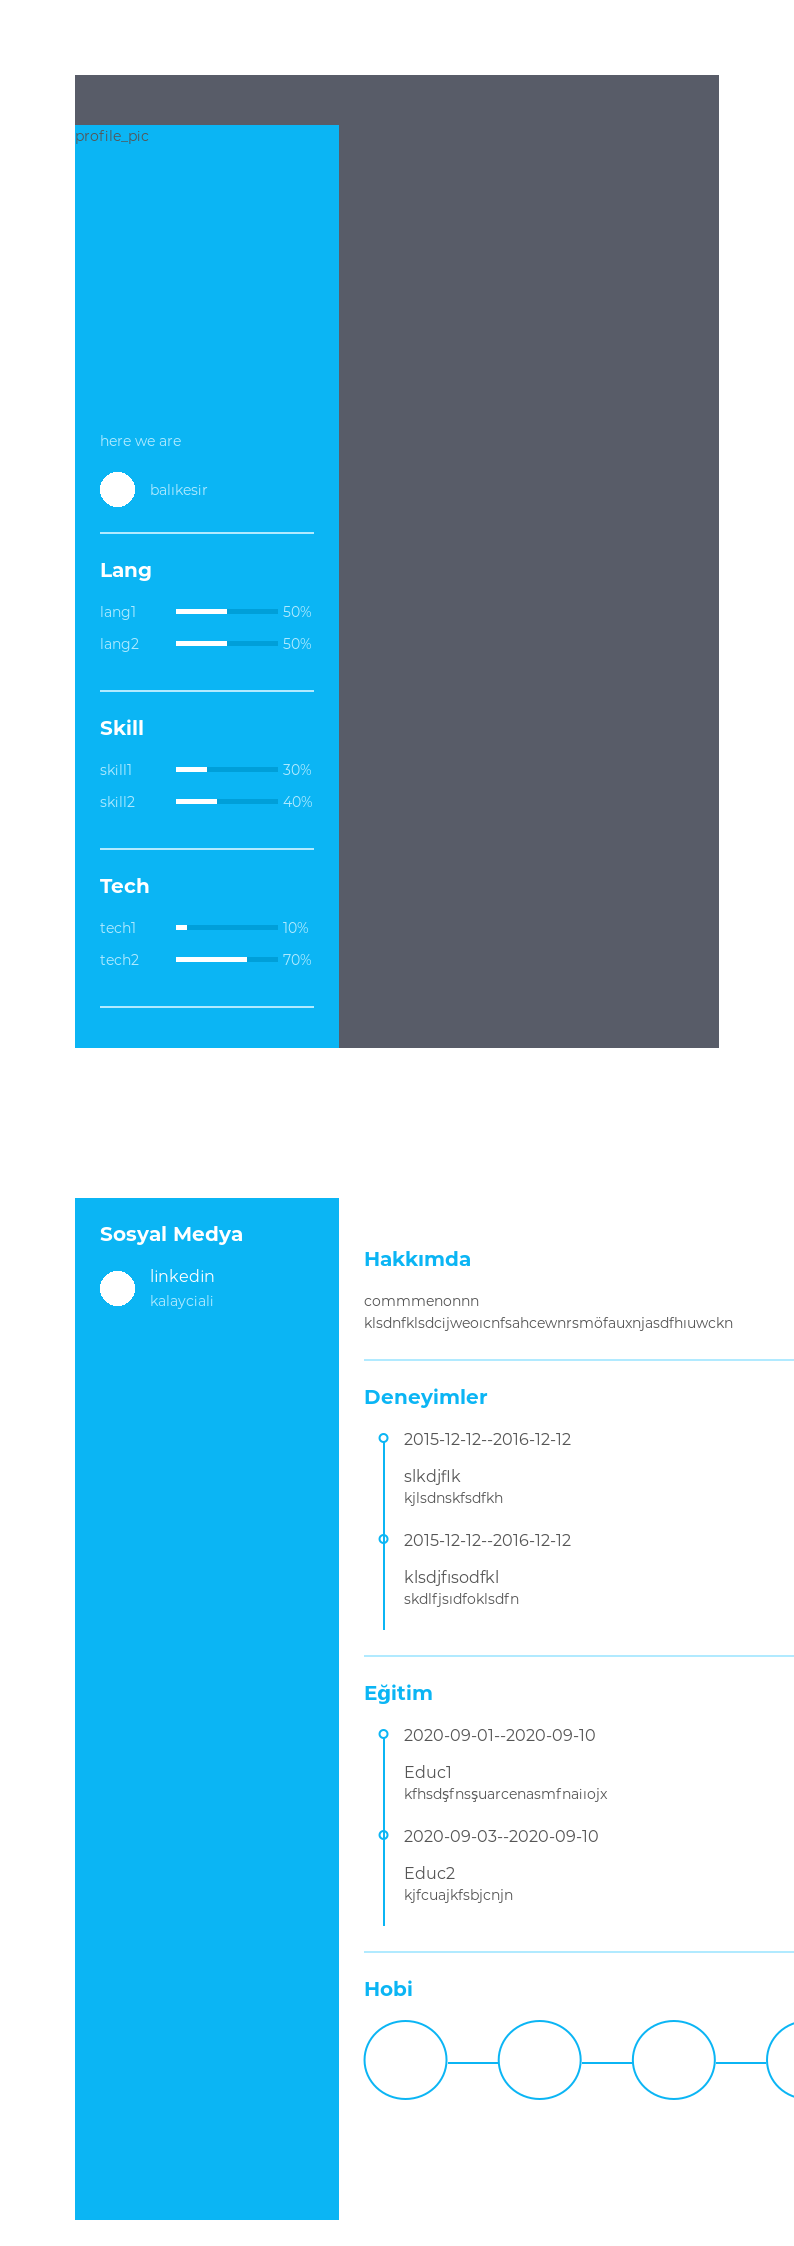 profile_pic
here we are
balıkesir
Lang
lang1 50%
lang2 50%
Skill
skill1 30%
skill2 40%
Tech
tech1 10%
tech2 70%
Sosyal Medya
linkedin
kalayciali
Hakkımda
commmenonnn
klsdnfklsdcijweoıcnfsahcewnrsmöfauxnjasdfhıuwckn
Deneyimler
2015-12-12--2016-12-12
slkdjflk
kjlsdnskfsdfkh
2015-12-12--2016-12-12
klsdjfısodfkl
skdlfjsıdfoklsdfn
Eğitim
2020-09-01--2020-09-10
Educ1
kfhsdşfnsşuarcenasmfnaiıojx
2020-09-03--2020-09-10
Educ2
kjfcuajkfsbjcnjn
Hobi